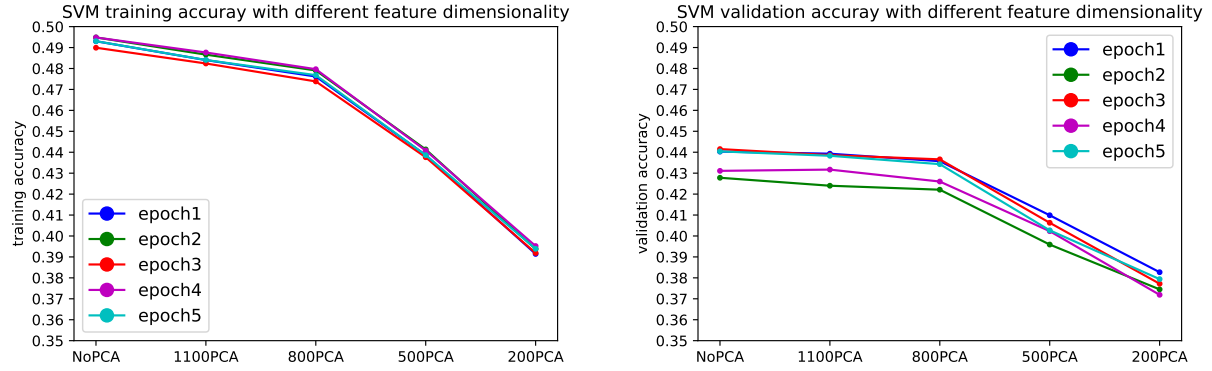 SVM training accuray with different feature dimensionality
training accuracy
0.50
0.49
0.48
0.47
0.46
0.45
0.44
0.43
0.42
0.41
0.40
0.39
0.38
0.37
0.36
0.35
NoPCA 1100PCA 800PCA 500PCA 200PCA
epoch1
epoch2
epoch3
epoch4
epoch5
SVM validation accuray with different feature dimensionality
validation accuracy
0.50
0.49
0.48
0.47
0.46
0.45
0.44
0.43
0.42
0.41
0.40
0.39
0.38
0.37
0.36
0.35
NoPCA 1100PCA 800PCA 500PCA 200PCA
epoch1
epoch2
epoch3
epoch4
epoch5